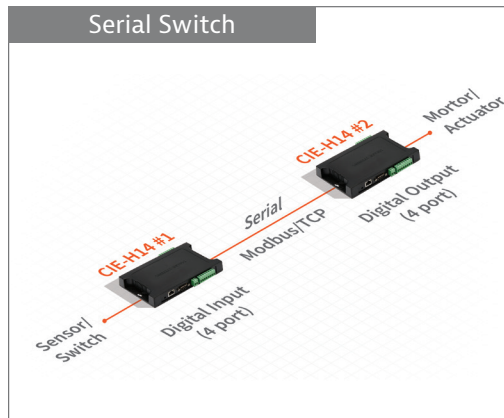 Serial Switch
Mortor/
Actuator
CIE-H14 #2
Digital Output
(4 port)
Serial
Modbus/TCP
CIE-H14 #1
Digital Input
(4 port)
Sensor/
Switch